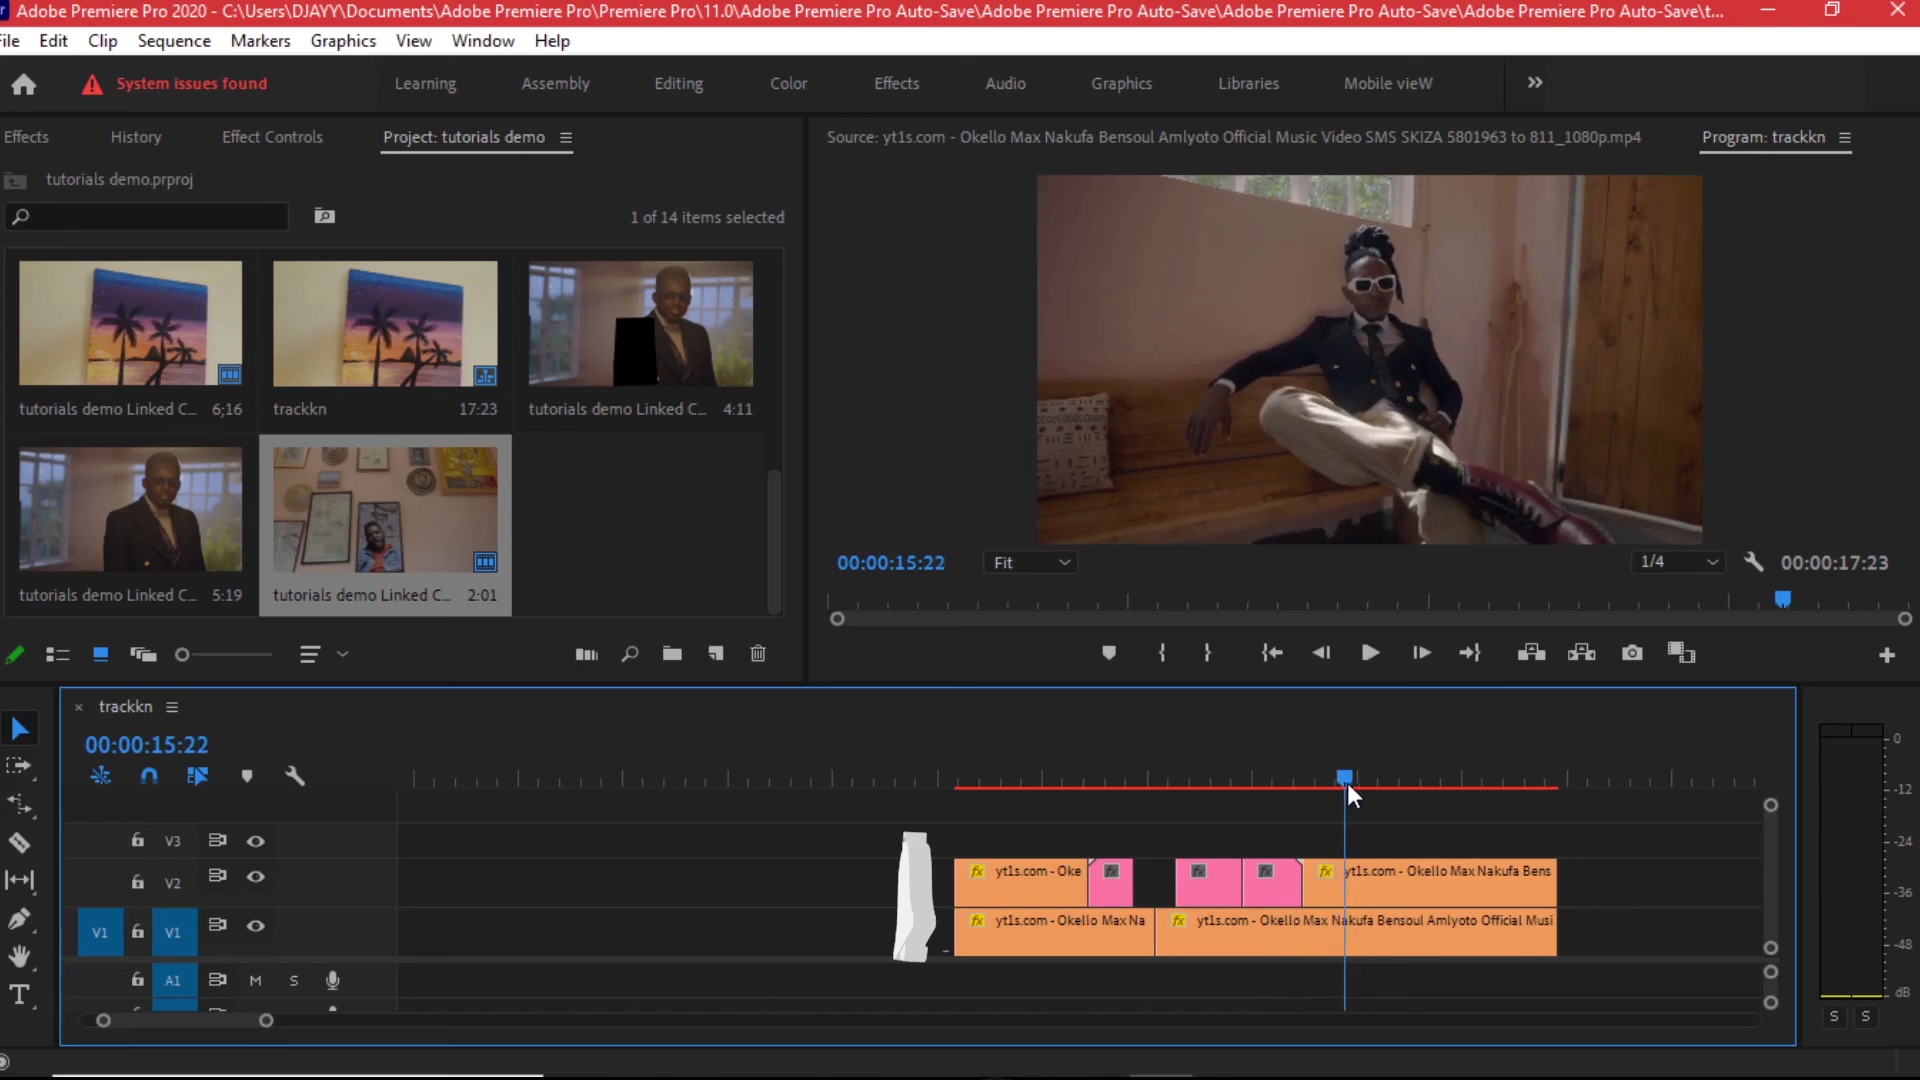 Adobe Premiere Pro 2020 - C:\Users\DJAYY\Documents\Adobe Premiere Pro\Premiere Pro\11.0\Adobe Premiere Pro Auto-Save\Adobe Premiere Pro Auto-Save\Adobe Premiere Pro Auto-Save\Adobe Premiere Pro Auto-Save\t...
File Edit Clip Sequence Markers Graphics View Window Help
System issues found Learning Assembly Editing Color Effects Audio Graphics Libraries Mobile vieW
Effects History Effect Controls Project: tutorials demo Source: yt1s.com - Okello Max Nakufa Bensoul Amlyoto Official Music Video SMS SKIZA 5801963 to 811_1080p.mp4 Program: trackkn
tutorials demo.prproj
1 of 14 items selected
tutorials demo Linked C... 6;16 trackkn 17:23 tutorials demo Linked C... 4:11
tutorials demo Linked C... 5:19 tutorials demo Linked C... 2:01
00:00:15:22 Fit 1/4 00:00:17:23
trackkn
00:00:15:22
V3
V2 fx yt1s.com - Oke fx fx fx fx yt1s.com - Okello Max Nakufa Bens
V1 V1 fx yt1s.com - Okello Max Na fx yt1s.com - Okello Max Nakufa Bensoul Amlyoto Official Musi
A1 M S
0
-12
-24
-36
-48
dB
S S